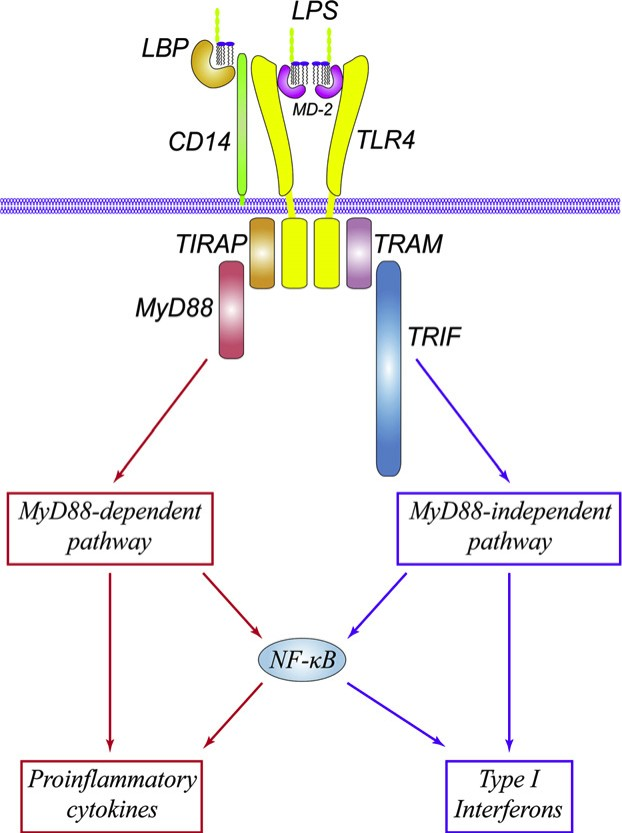 LPS
LBP
MD-2
CD14
TLR4
TIRAP
TRAM
MyD88
TRIF
MyD88-dependent
pathway
MyD88-independent
pathway
NF-κB
Proinflammatory
cytokines
Type I
Interferons